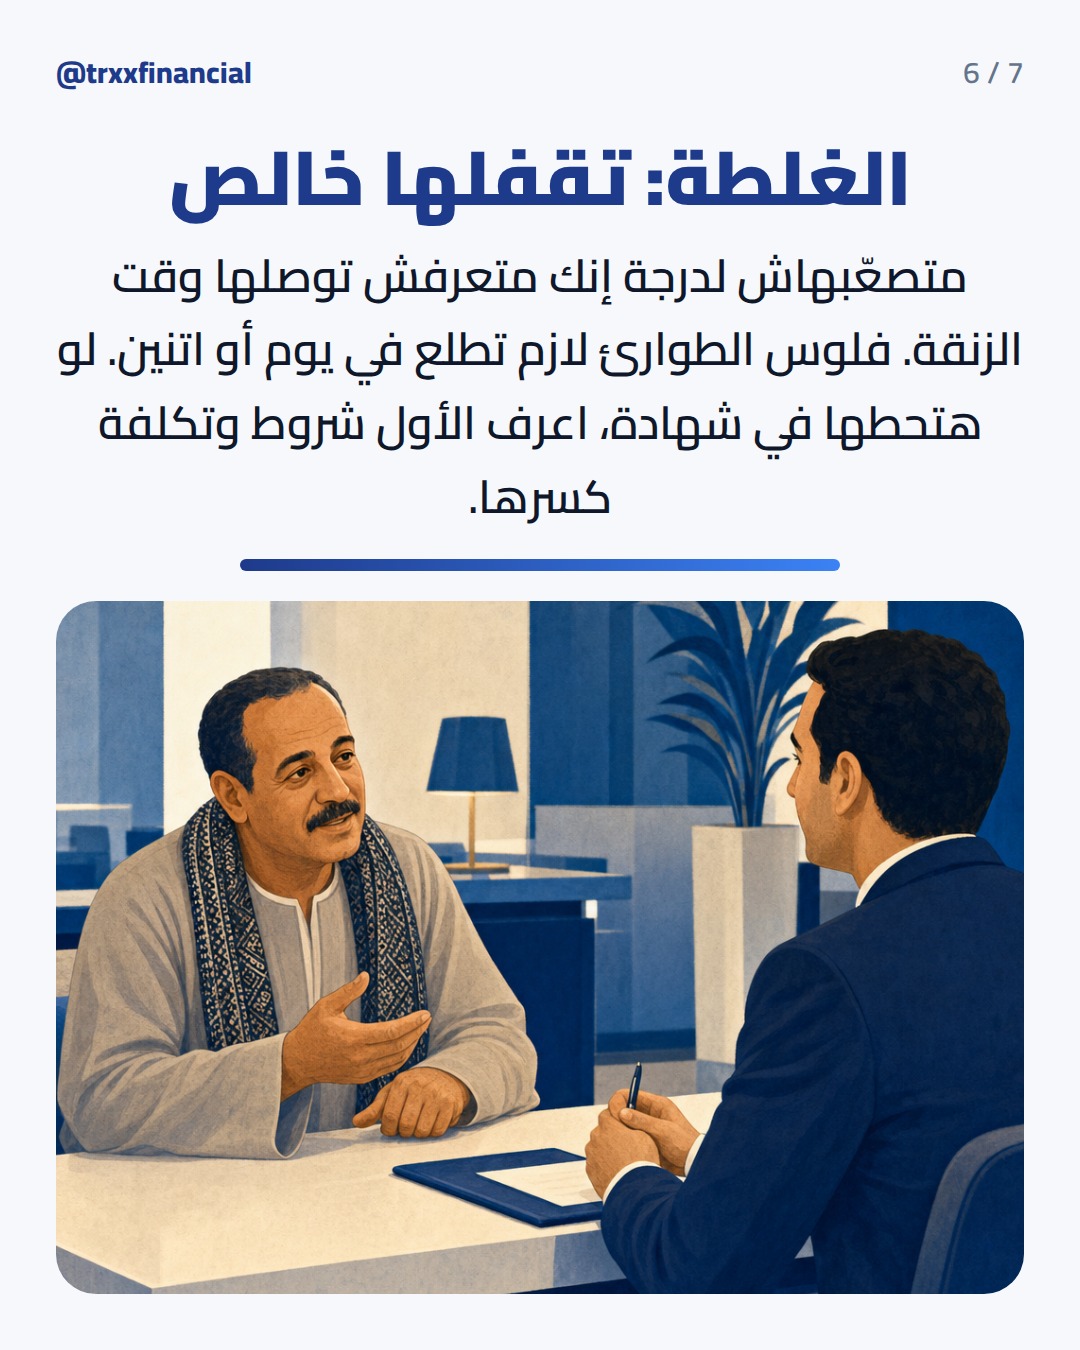 @trxxfinancial
6 / 7
الغلطة: تقفلها خالص
متصعّبهاش لدرجة إنك متعرفش توصلها وقت
الزنقة. فلوس الطوارئ لازم تطلع في يوم أو اتنين. لو
هتحطها في شهادة، اعرف الأول شروط وتكلفة
كسرها.